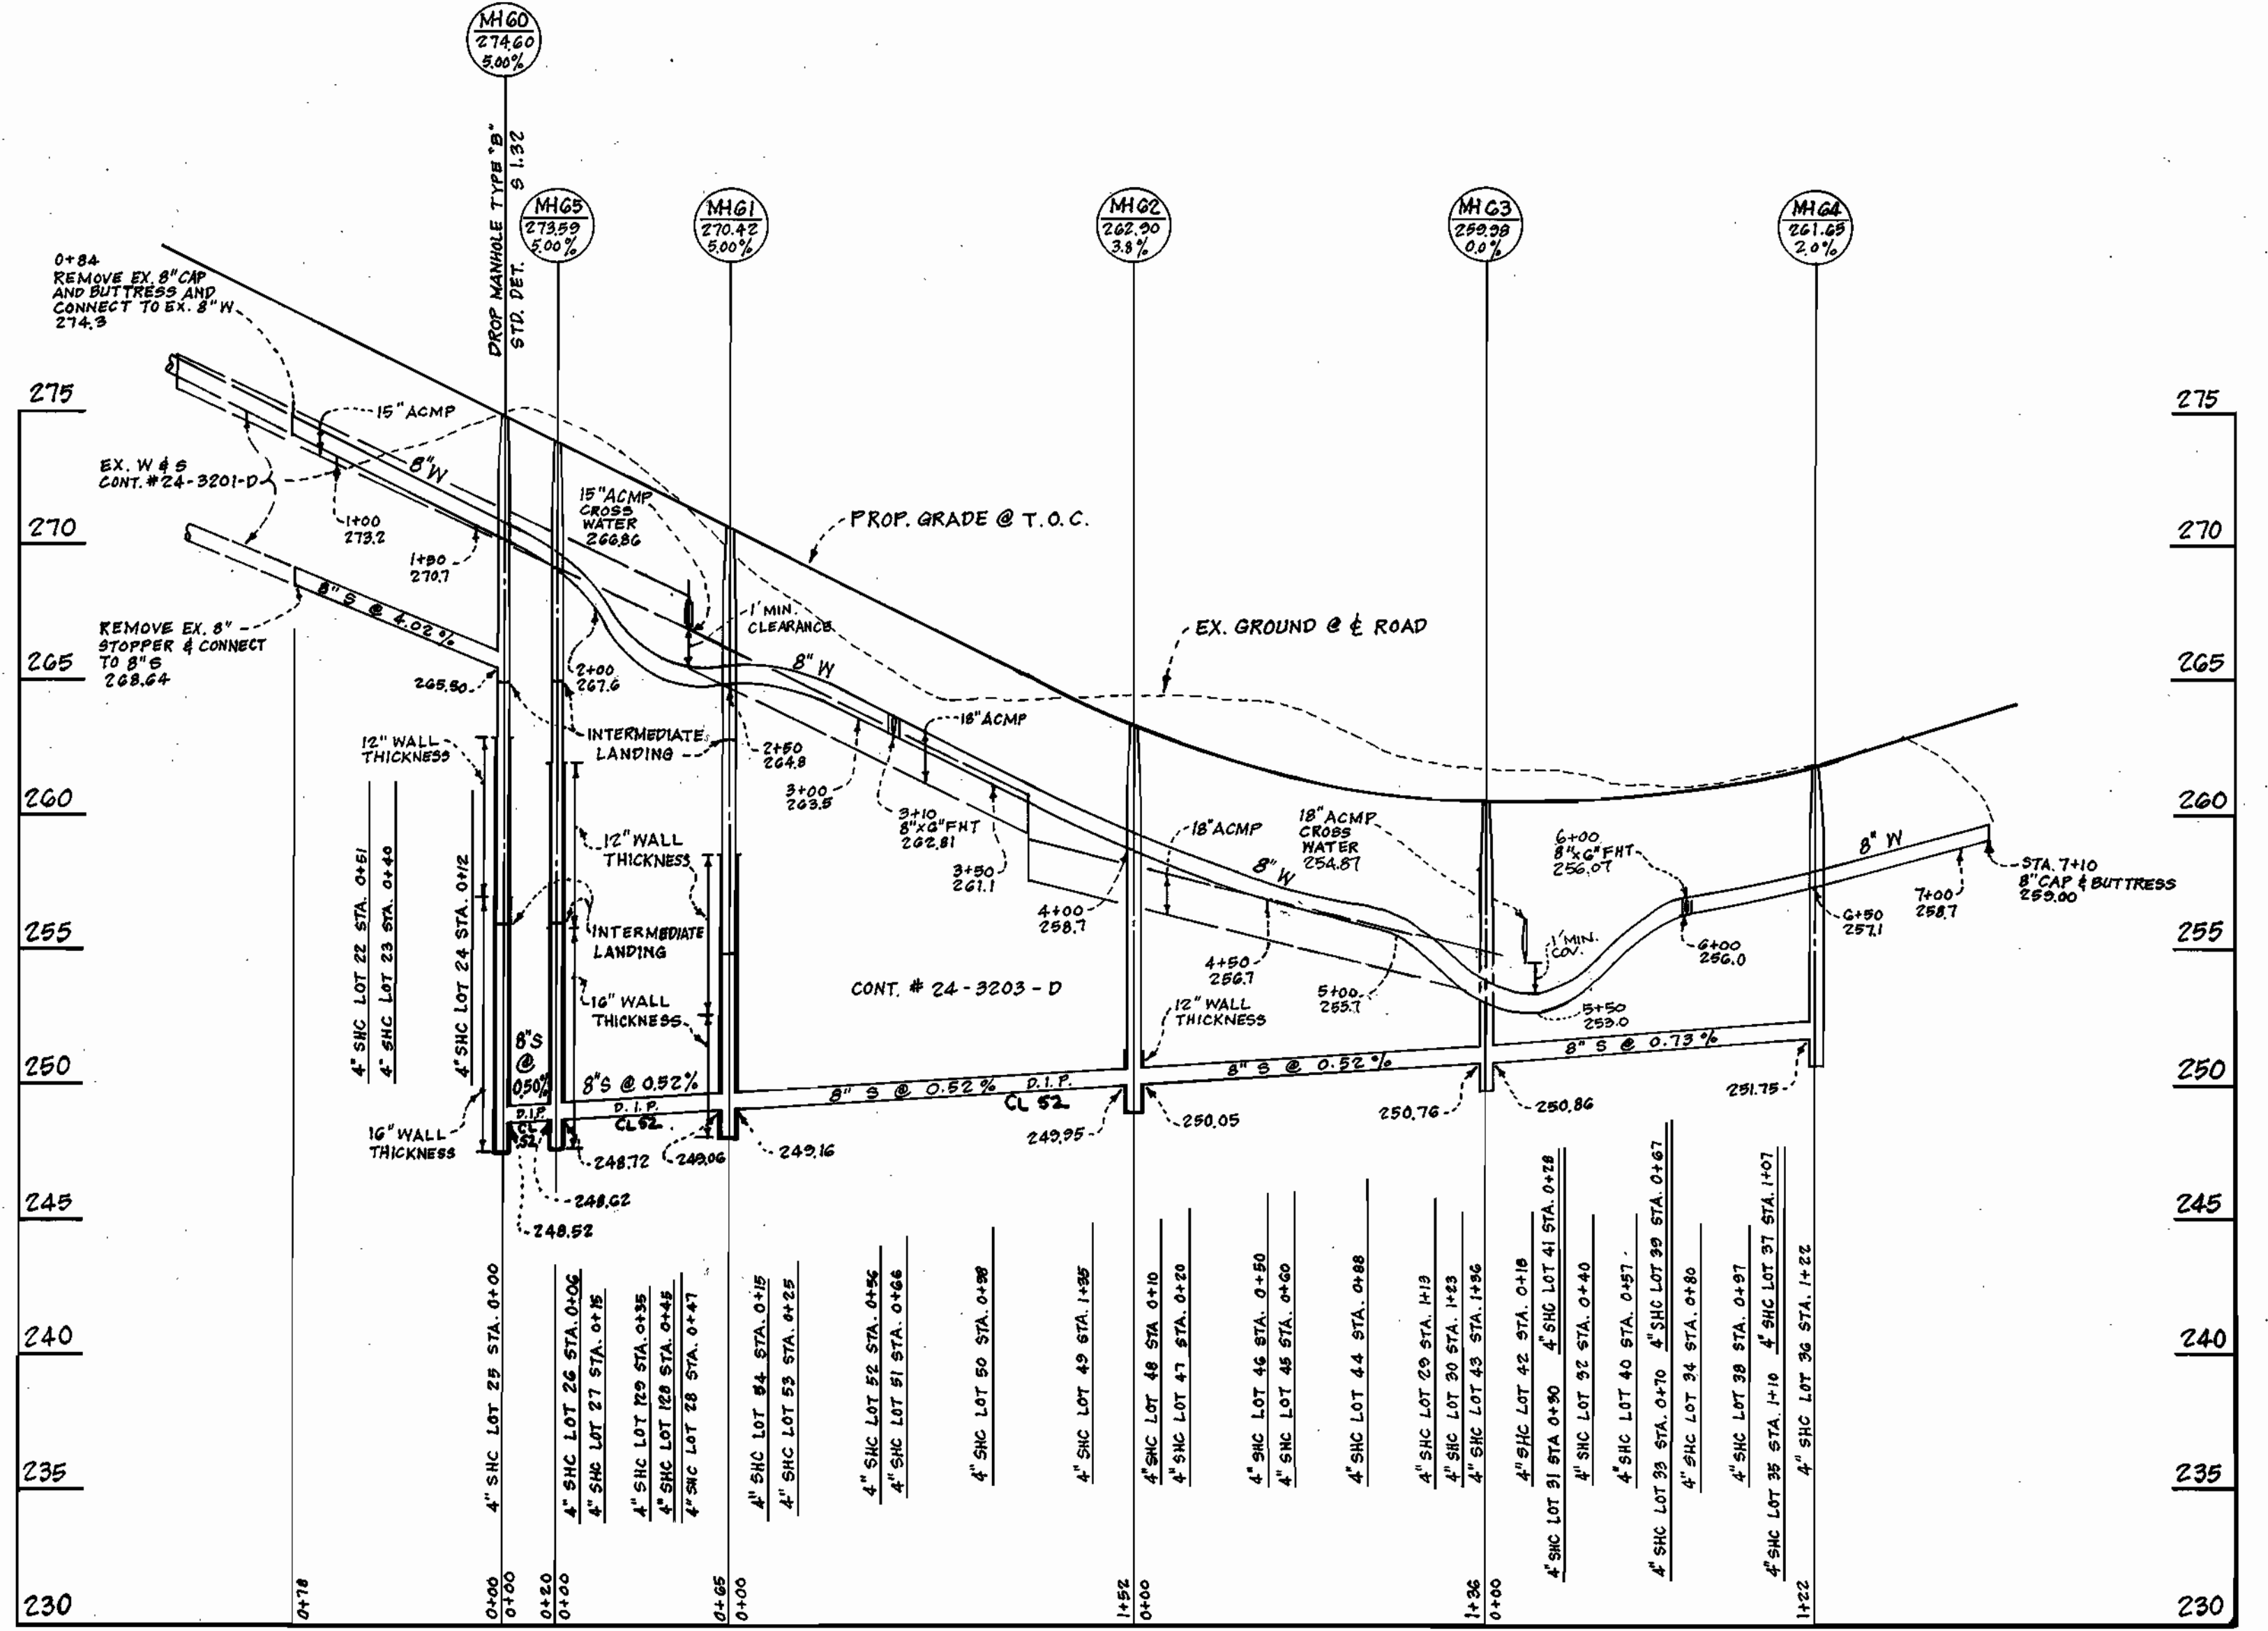 MH60
274.60
5.00%
DROP MANHOLE TYPE "B"
STD. DET. S 1.32
MH65
273.59
5.00%
MH61
270.42
5.00%
MH62
262.90
3.8%
MH63
259.98
0.0%
MH64
261.65
2.0%
0+84
REMOVE EX. 8" CAP
AND BUTTRESS AND
CONNECT TO EX. 8" W
274.3
275
270
265
260
255
250
245
240
235
230
15" ACMP
8" W
EX. W & S
CONT. #24-3201-D
1+00
273.2
1+50
270.7
15" ACMP
CROSS
WATER
266.86
PROP. GRADE @ T.O.C.
8" S @ 4.02%
REMOVE EX. 8"
STOPPER & CONNECT
TO 8" S
268.64
265.50
2+00
267.6
1' MIN.
CLEARANCE
8" W
EX. GROUND @ ℄ ROAD
INTERMEDIATE
LANDING
2+50
264.8
18" ACMP
12" WALL
THICKNESS
3+00
263.5
3+10
8"x6" FHT
262.81
3+50
261.1
12" WALL
THICKNESS
18" ACMP
18" ACMP
CROSS
WATER
254.87
8" W
6+00
8"x6" FHT
256.07
8" W
STA. 7+10
8" CAP & BUTTRESS
259.00
7+00
258.7
6+50
257.1
6+00
256.0
4+00
258.7
4+50
256.7
5+00
255.7
1' MIN.
COV.
5+50
253.0
INTERMEDIATE
LANDING
CONT. # 24-3203-D
16" WALL
THICKNESS
12" WALL
THICKNESS
8" S
@
0.50%
D.I.P.
CL
52
8" S @ 0.52%
D.I.P.
CL 52
8" S @ 0.52% D.I.P.
CL 52
8" S @ 0.52%
8" S @ 0.73%
16" WALL
THICKNESS
248.72
249.06
249.16
249.95
250.05
250.76
250.86
251.75
248.62
248.52
4" SHC LOT 22 STA. 0+51
4" SHC LOT 23 STA. 0+40
4" SHC LOT 24 STA. 0+12
4" SHC LOT 25 STA. 0+00
4" SHC LOT 26 STA. 0+06
4" SHC LOT 27 STA. 0+15
4" SHC LOT 129 STA. 0+35
4" SHC LOT 128 STA. 0+45
4" SHC LOT 28 STA. 0+47
4" SHC LOT 54 STA. 0+15
4" SHC LOT 53 STA. 0+25
4" SHC LOT 52 STA. 0+56
4" SHC LOT 51 STA. 0+66
4" SHC LOT 50 STA. 0+98
4" SHC LOT 49 STA. 1+35
4" SHC LOT 48 STA 0+10
4" SHC LOT 47 STA. 0+20
4" SHC LOT 46 STA. 0+50
4" SHC LOT 45 STA. 0+60
4" SHC LOT 44 STA. 0+88
4" SHC LOT 29 STA. 1+13
4" SHC LOT 30 STA. 1+23
4" SHC LOT 43 STA. 1+36
4" SHC LOT 42 STA. 0+18
4" SHC LOT 31 STA 0+30
4" SHC LOT 41 STA. 0+28
4" SHC LOT 32 STA. 0+40
4" SHC LOT 40 STA. 0+57
4" SHC LOT 33 STA. 0+70
4" SHC LOT 39 STA. 0+67
4" SHC LOT 34 STA. 0+80
4" SHC LOT 38 STA. 0+97
4" SHC LOT 35 STA. 1+10
4" SHC LOT 37 STA. 1+07
4" SHC LOT 36 STA. 1+22
0+78
0+00
0+00
0+20
0+00
0+65
0+00
1+52
0+00
1+36
0+00
1+22
275
270
265
260
255
250
245
240
235
230